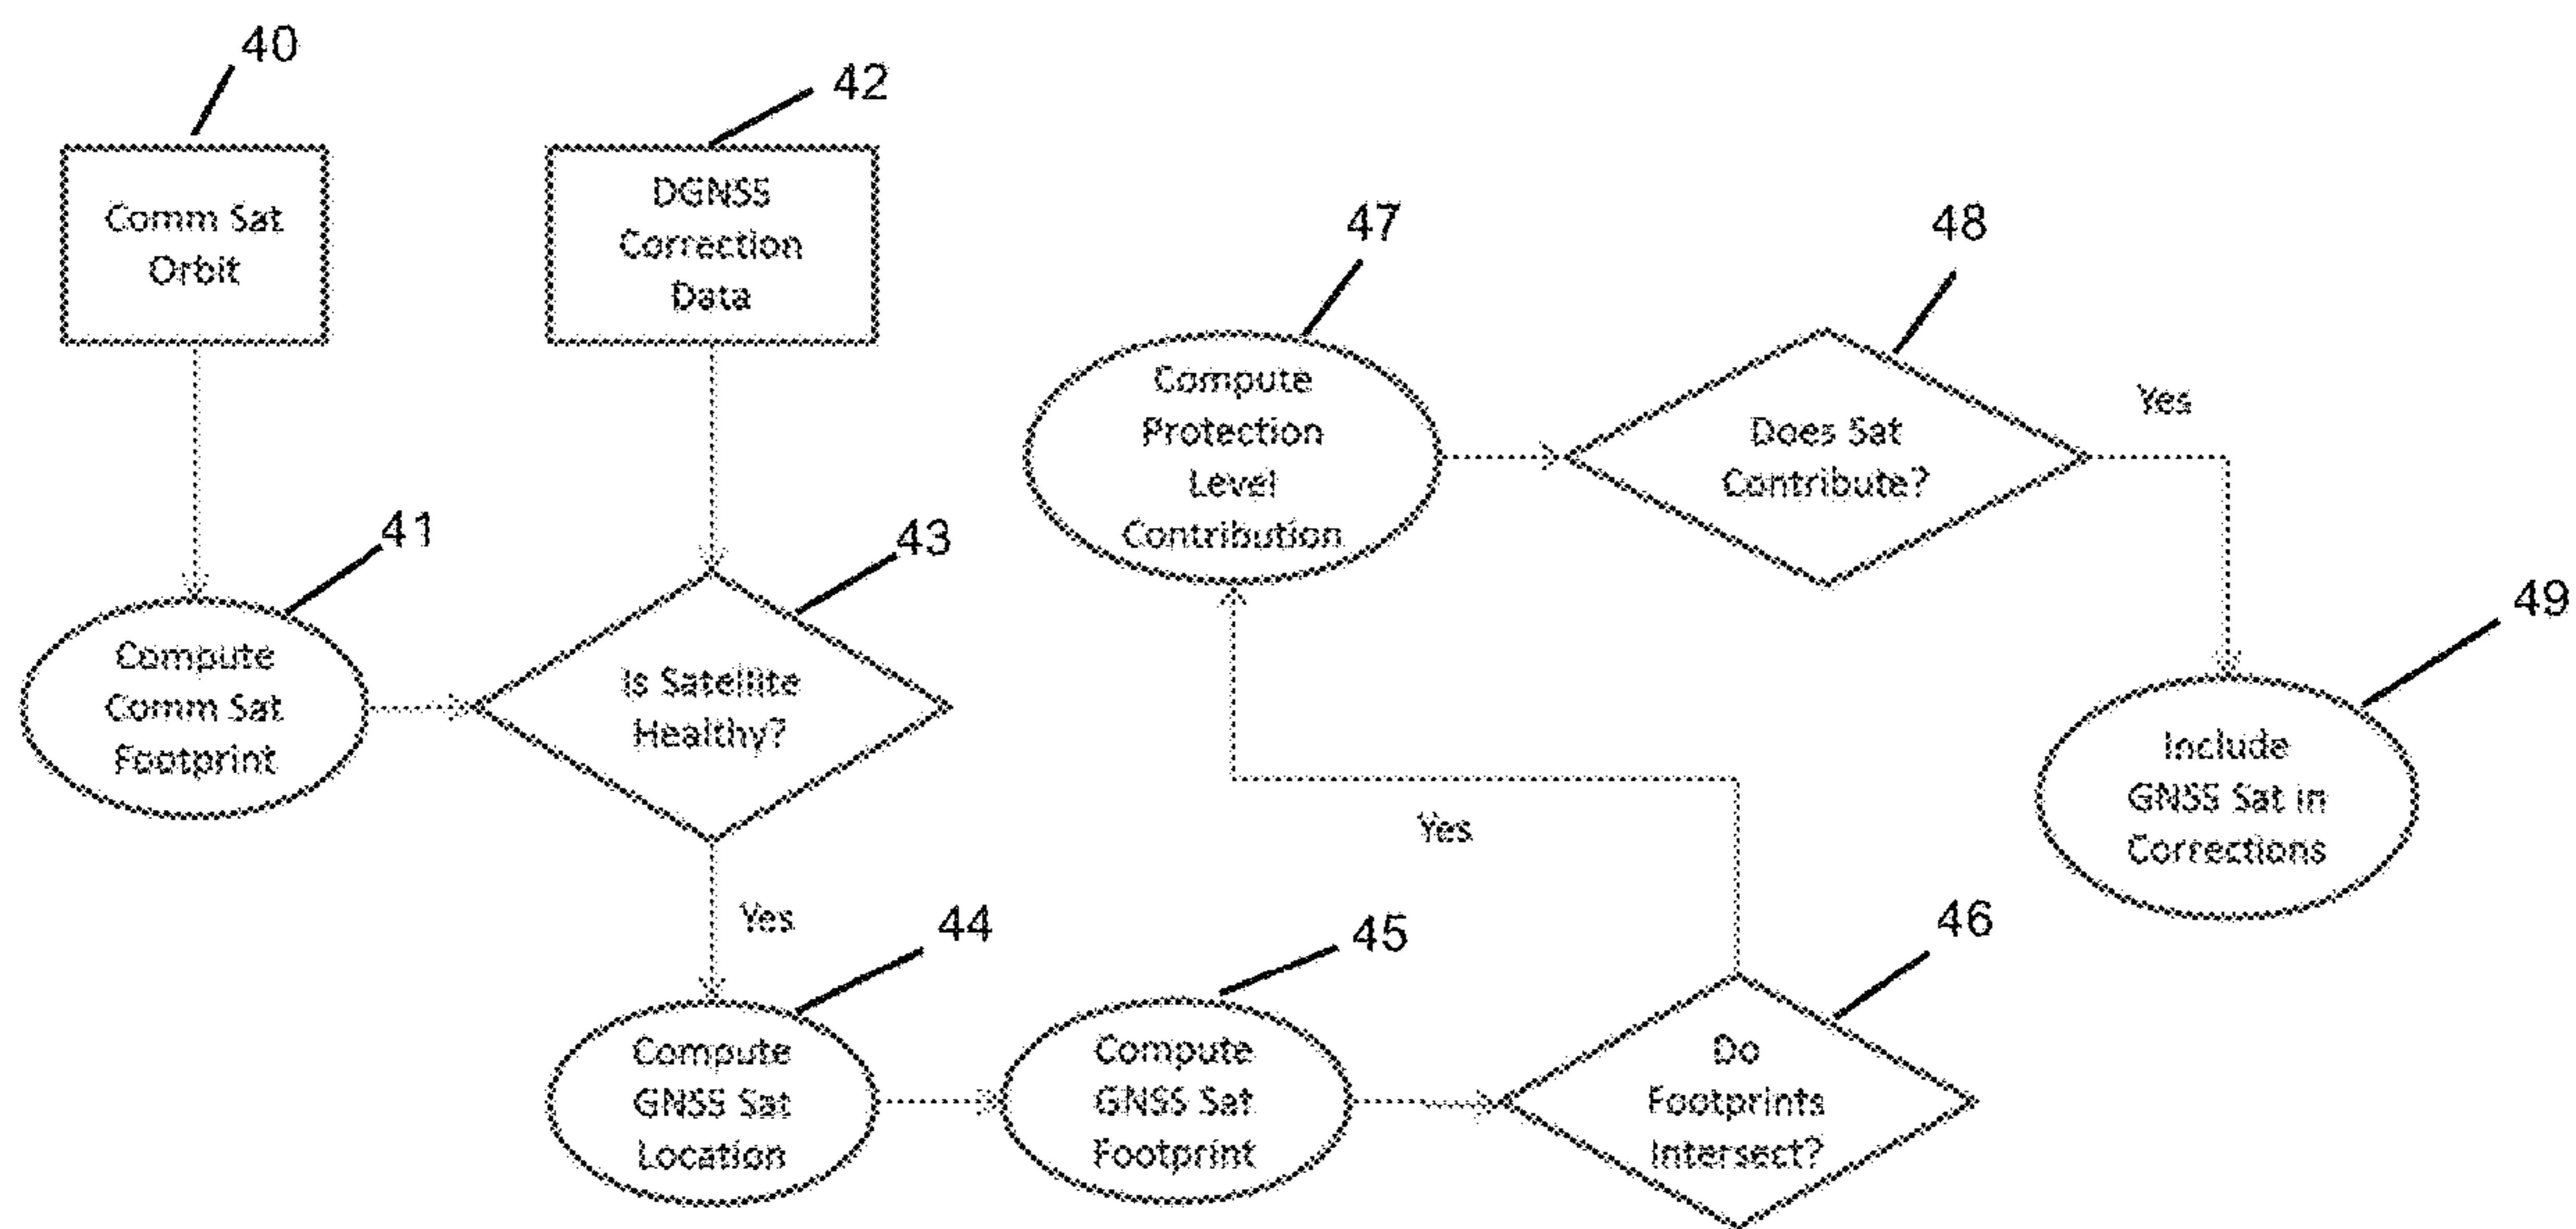 40
Comm Sat
Orbit
42
DGNSS
Correction
Data
41
Compute
Comm Sat
Footprint
43
Is Satellite
Healthy?
Yes
44
Compute
GNSS Sat
Location
45
Compute
GNSS Sat
Footprint
46
Do
Footprints
Intersect?
Yes
47
Compute
Protection
Level
Contribution
48
Does Sat
Contribute?
Yes
49
Include
GNSS Sat in
Corrections